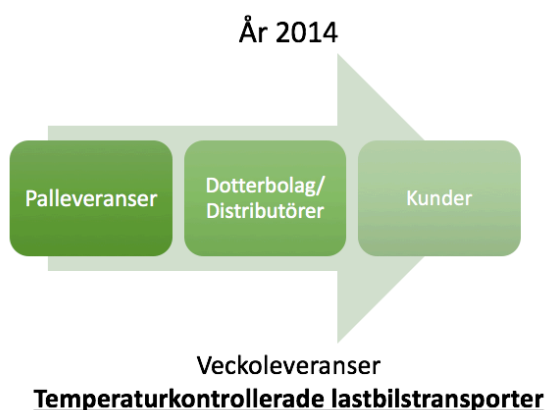 År 2014
Palleveranser
Dotterbolag/
Distributörer
Kunder
Veckoleveranser
Temperaturkontrollerade lastbilstransporter